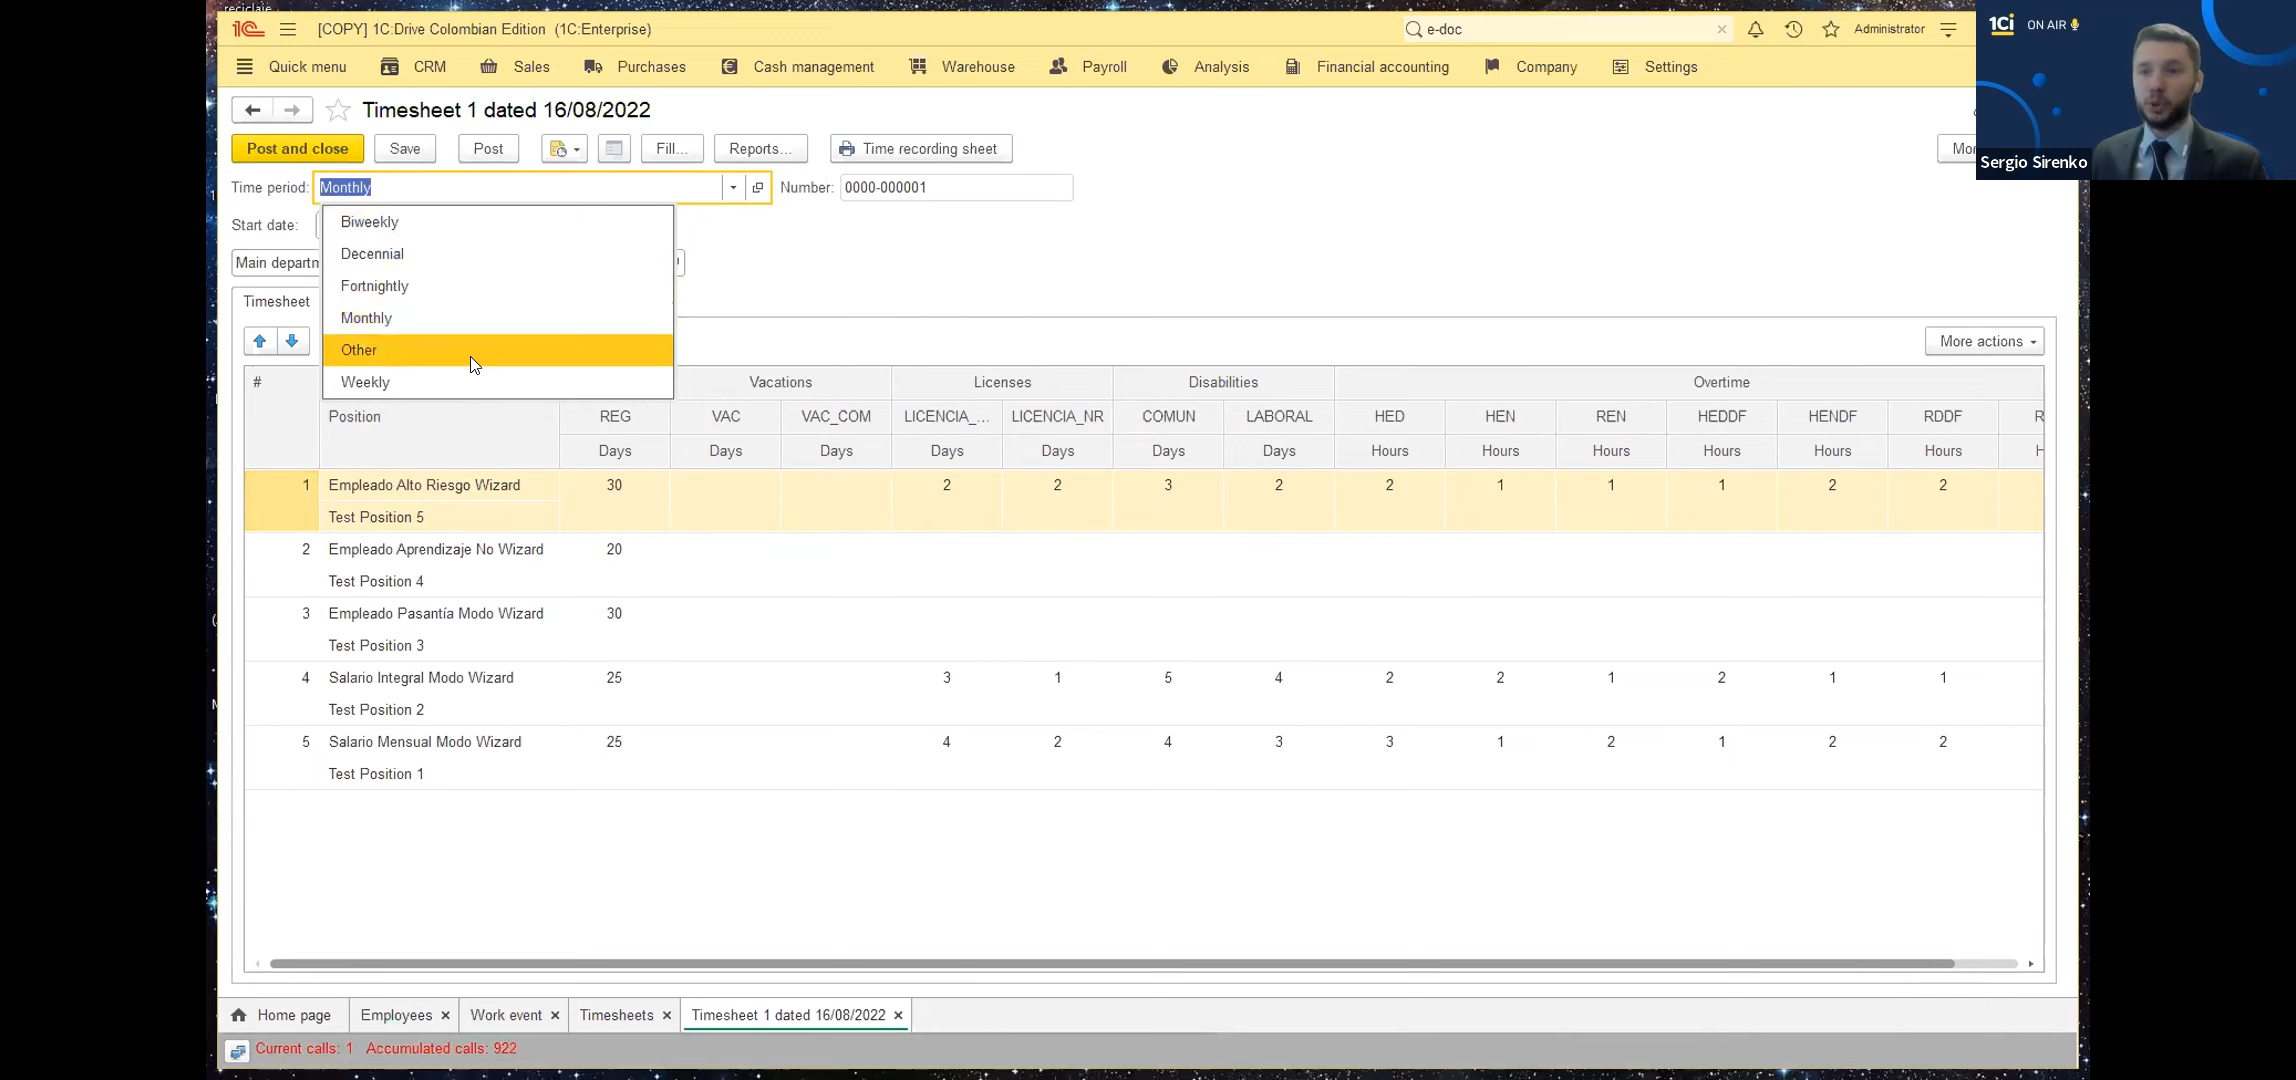 reciclaje
[COPY] 1C:Drive Colombian Edition (1C:Enterprise)
e-doc
Administrator
1Ci ON AIR
Quick menu CRM Sales Purchases Cash management Warehouse Payroll Analysis Financial accounting Company Settings
Timesheet 1 dated 16/08/2022
Post and close Save Post Fill... Reports... Time recording sheet
Sergio Sirenko
Time period: Monthly Number: 0000-000001
Biweekly
Start date:
Decennial
Main departm
Fortnightly
Timesheet
Monthly
Other
More actions
Weekly
# Vacations Licenses Disabilities Overtime
Position REG VAC VAC_COM LICENCIA_... LICENCIA_NR COMUN LABORAL HED HEN REN HEDDF HENDF RDDF
Days Days Days Days Days Days Days Hours Hours Hours Hours Hours Hours
1 Empleado Alto Riesgo Wizard 30 2 2 3 2 2 1 1 1 2 2
Test Position 5
2 Empleado Aprendizaje No Wizard 20
Test Position 4
3 Empleado Pasantía Modo Wizard 30
Test Position 3
4 Salario Integral Modo Wizard 25 3 1 5 4 2 2 1 2 1 1
Test Position 2
5 Salario Mensual Modo Wizard 25 4 2 4 3 3 1 2 1 2 2
Test Position 1
Home page Employees Work event Timesheets Timesheet 1 dated 16/08/2022
Current calls: 1 Accumulated calls: 922